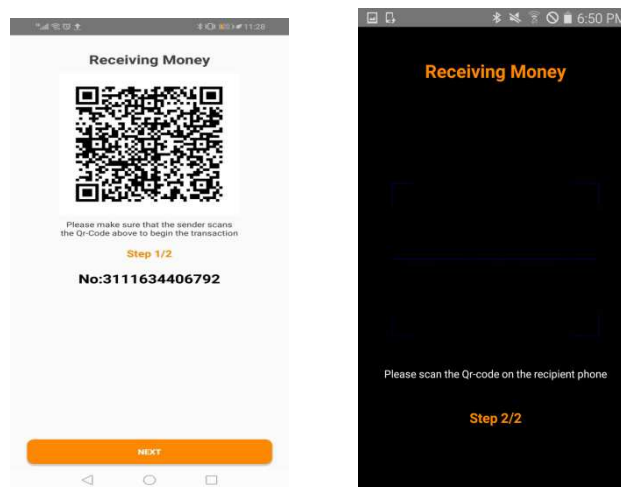 11:28
Receiving Money
Please make sure that the sender scans
the Qr-Code above to begin the transaction
Step 1/2
No:3111634406792
NEXT
6:50 PM
Receiving Money
Please scan the Qr-code on the recipient phone
Step 2/2